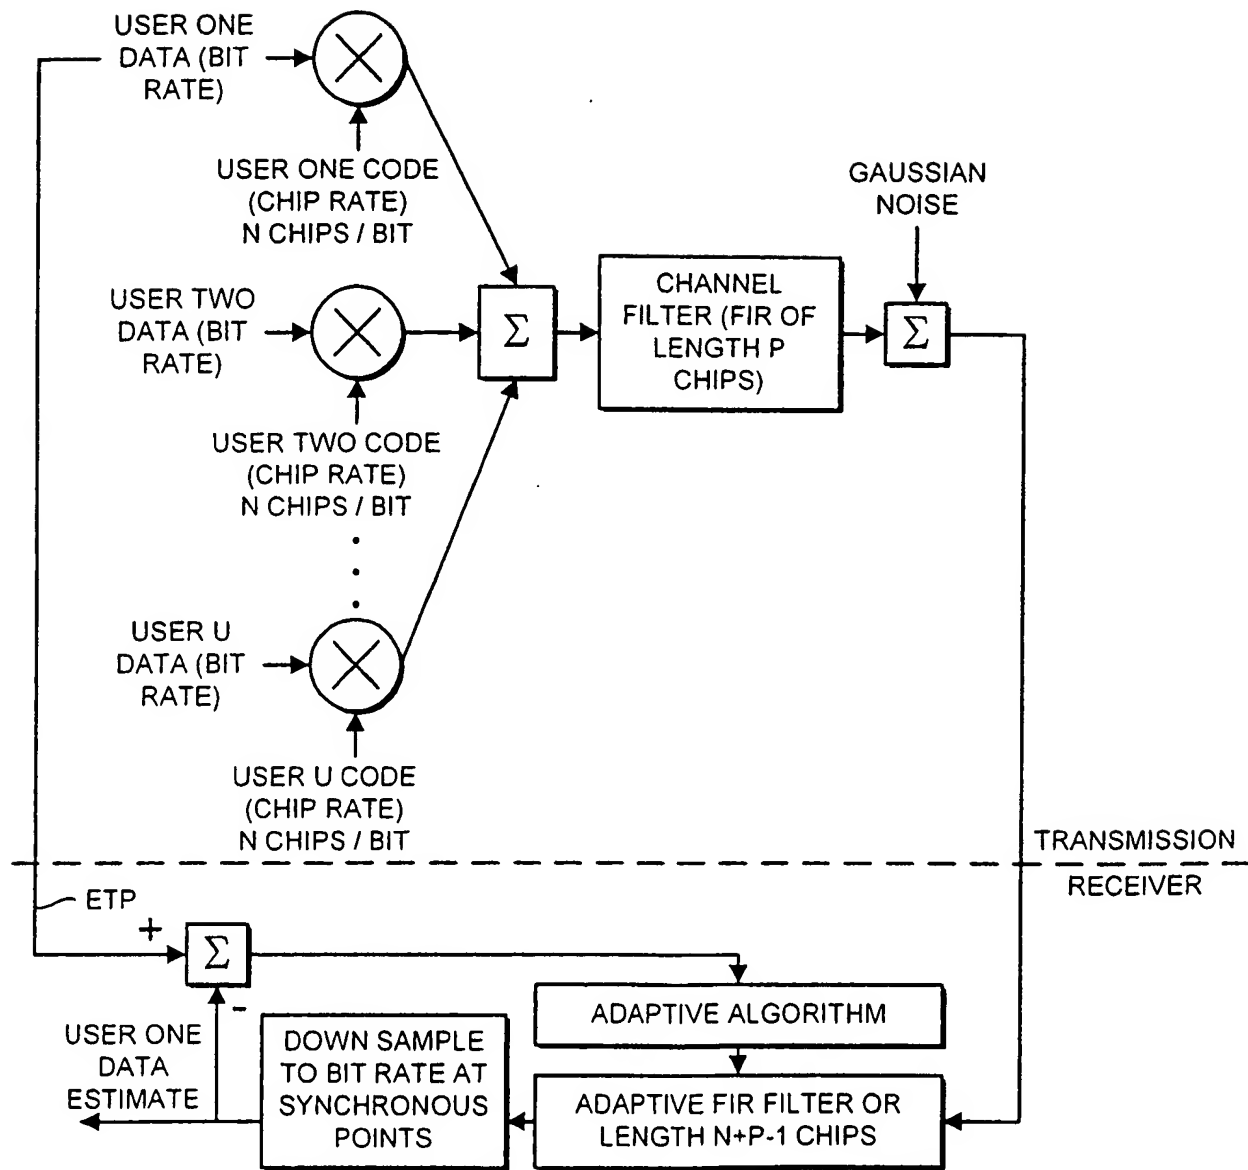 USER ONE
DATA (BIT
RATE)
USER ONE CODE
(CHIP RATE)
N CHIPS / BIT
GAUSSIAN
NOISE
USER TWO
DATA (BIT
RATE)
Σ
CHANNEL
FILTER (FIR OF
LENGTH P
CHIPS)
Σ
USER TWO CODE
(CHIP RATE)
N CHIPS / BIT
USER U
DATA (BIT
RATE)
USER U CODE
(CHIP RATE)
N CHIPS / BIT
TRANSMISSION
RECEIVER
ETP
+
Σ
-
ADAPTIVE ALGORITHM
USER ONE
DATA
ESTIMATE
DOWN SAMPLE
TO BIT RATE AT
SYNCHRONOUS
POINTS
ADAPTIVE FIR FILTER OR
LENGTH N+P-1 CHIPS